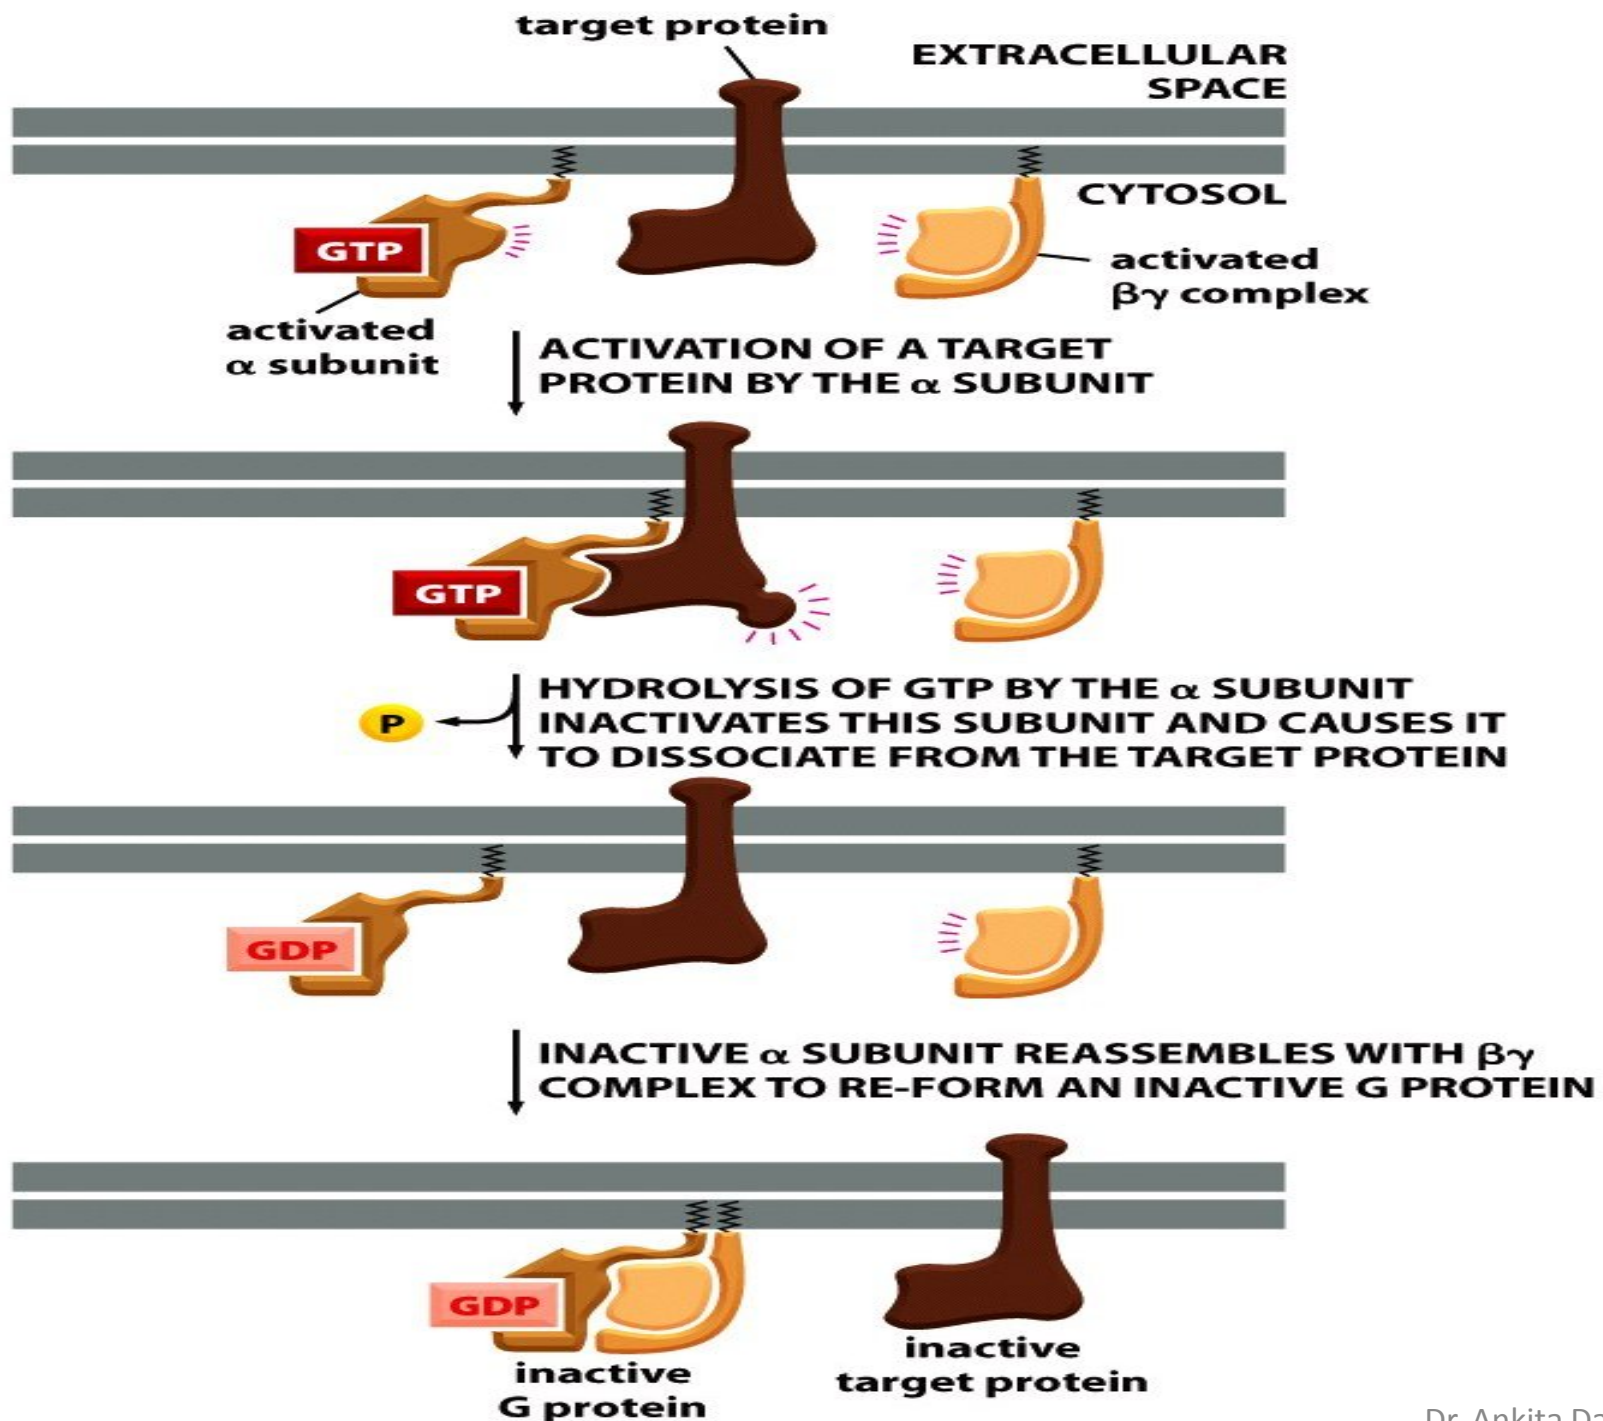 target protein
EXTRACELLULAR
SPACE
CYTOSOL
GTP
activated
βγ complex
activated
α subunit
ACTIVATION OF A TARGET
PROTEIN BY THE α SUBUNIT
GTP
HYDROLYSIS OF GTP BY THE α SUBUNIT
P
INACTIVATES THIS SUBUNIT AND CAUSES IT
TO DISSOCIATE FROM THE TARGET PROTEIN
GDP
INACTIVE α SUBUNIT REASSEMBLES WITH βγ
COMPLEX TO RE-FORM AN INACTIVE G PROTEIN
GDP
inactive
target protein
inactive
G protein
Dr. Ankita